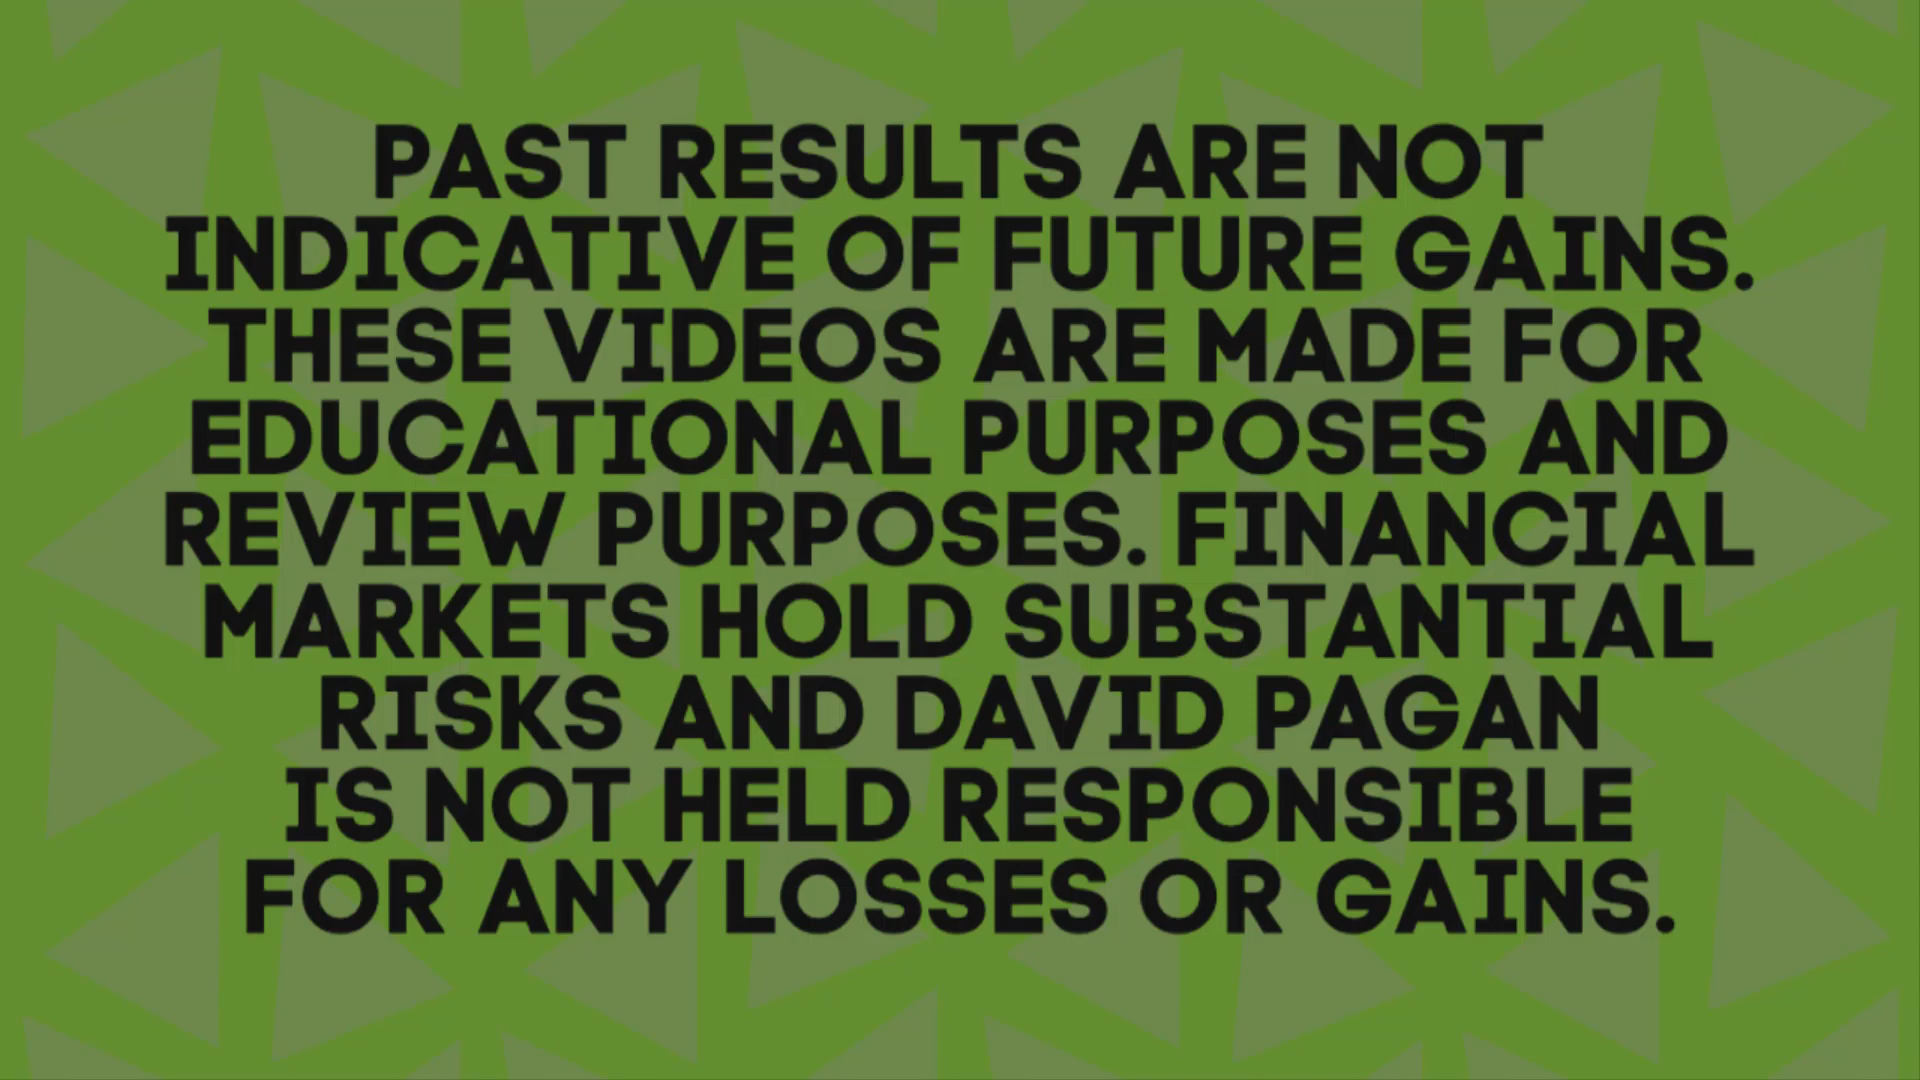 PAST RESULTS ARE NOT
INDICATIVE OF FUTURE GAINS.
THESE VIDEOS ARE MADE FOR
EDUCATIONAL PURPOSES AND
REVIEW PURPOSES. FINANCIAL
MARKETS HOLD SUBSTANTIAL
RISKS AND DAVID PAGAN
IS NOT HELD RESPONSIBLE
FOR ANY LOSSES OR GAINS.